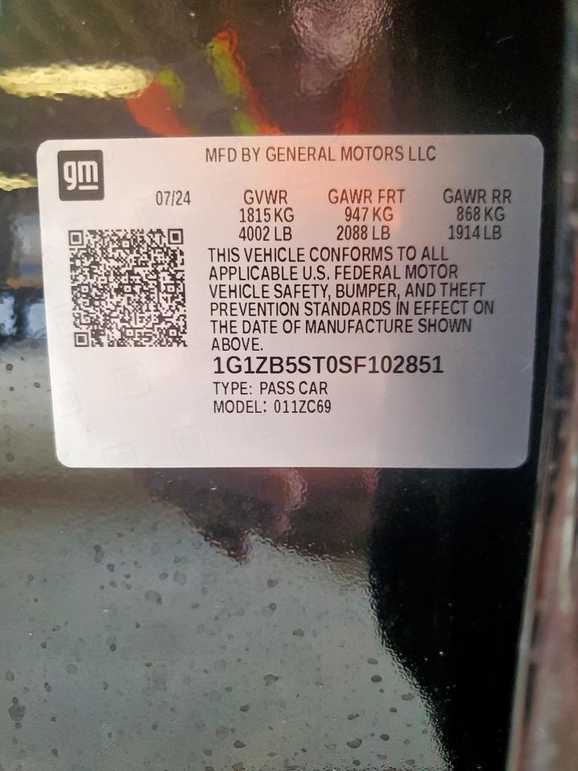 gm
MFD BY GENERAL MOTORS LLC
07/24 GVWR GAWR FRT GAWR RR
1815 KG 947 KG 868 KG
4002 LB 2088 LB 1914 LB
THIS VEHICLE CONFORMS TO ALL
APPLICABLE U.S. FEDERAL MOTOR
VEHICLE SAFETY, BUMPER, AND THEFT
PREVENTION STANDARDS IN EFFECT ON
THE DATE OF MANUFACTURE SHOWN
ABOVE.
1G1ZB5ST0SF102851
TYPE: PASS CAR
MODEL: 011ZC69